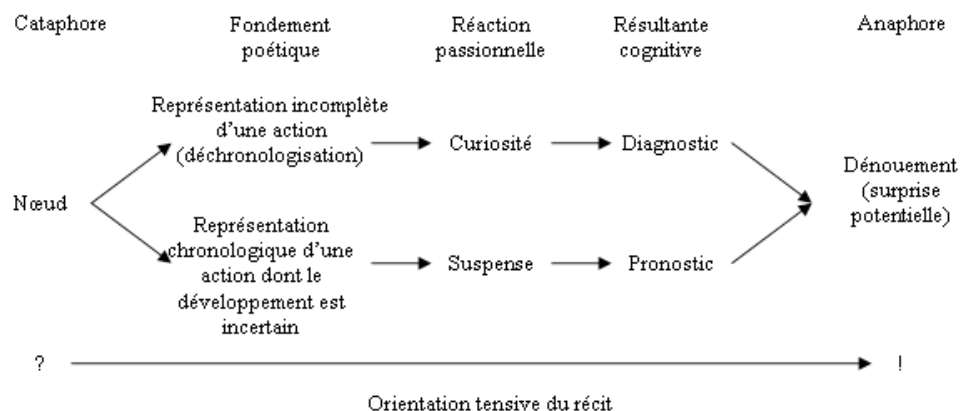 Cataphore
Fondement
poétique
Réaction
passionnelle
Résultante
cognitive
Anaphore
Représentation incomplète
d'une action
(déchronologisation)
Curiosité
Diagnostic
Nœud
Dénouement
(surprise
potentielle)
Représentation
chronologique d'une
action dont le
développement est
incertain
Suspense
Pronostic
?
!
Orientation tensive du récit